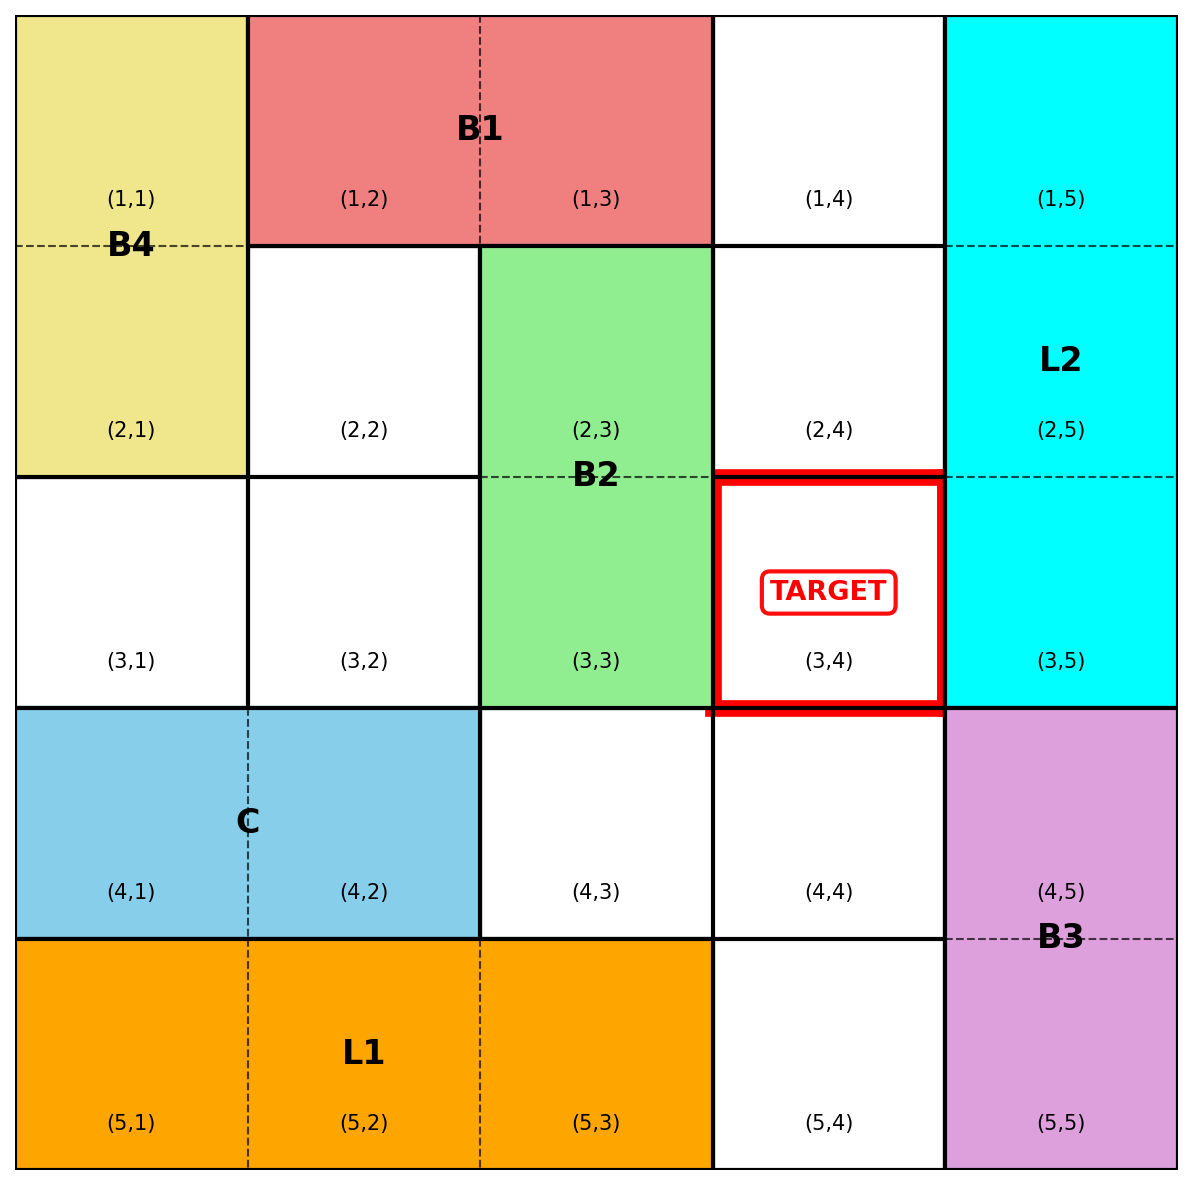 B1
(1,1) (1,2) (1,3) (1,4) (1,5)
B4
L2
(2,1) (2,2) (2,3) (2,4) (2,5)
B2
TARGET
(3,1) (3,2) (3,3) (3,4) (3,5)
C
(4,1) (4,2) (4,3) (4,4) (4,5)
B3
L1
(5,1) (5,2) (5,3) (5,4) (5,5)